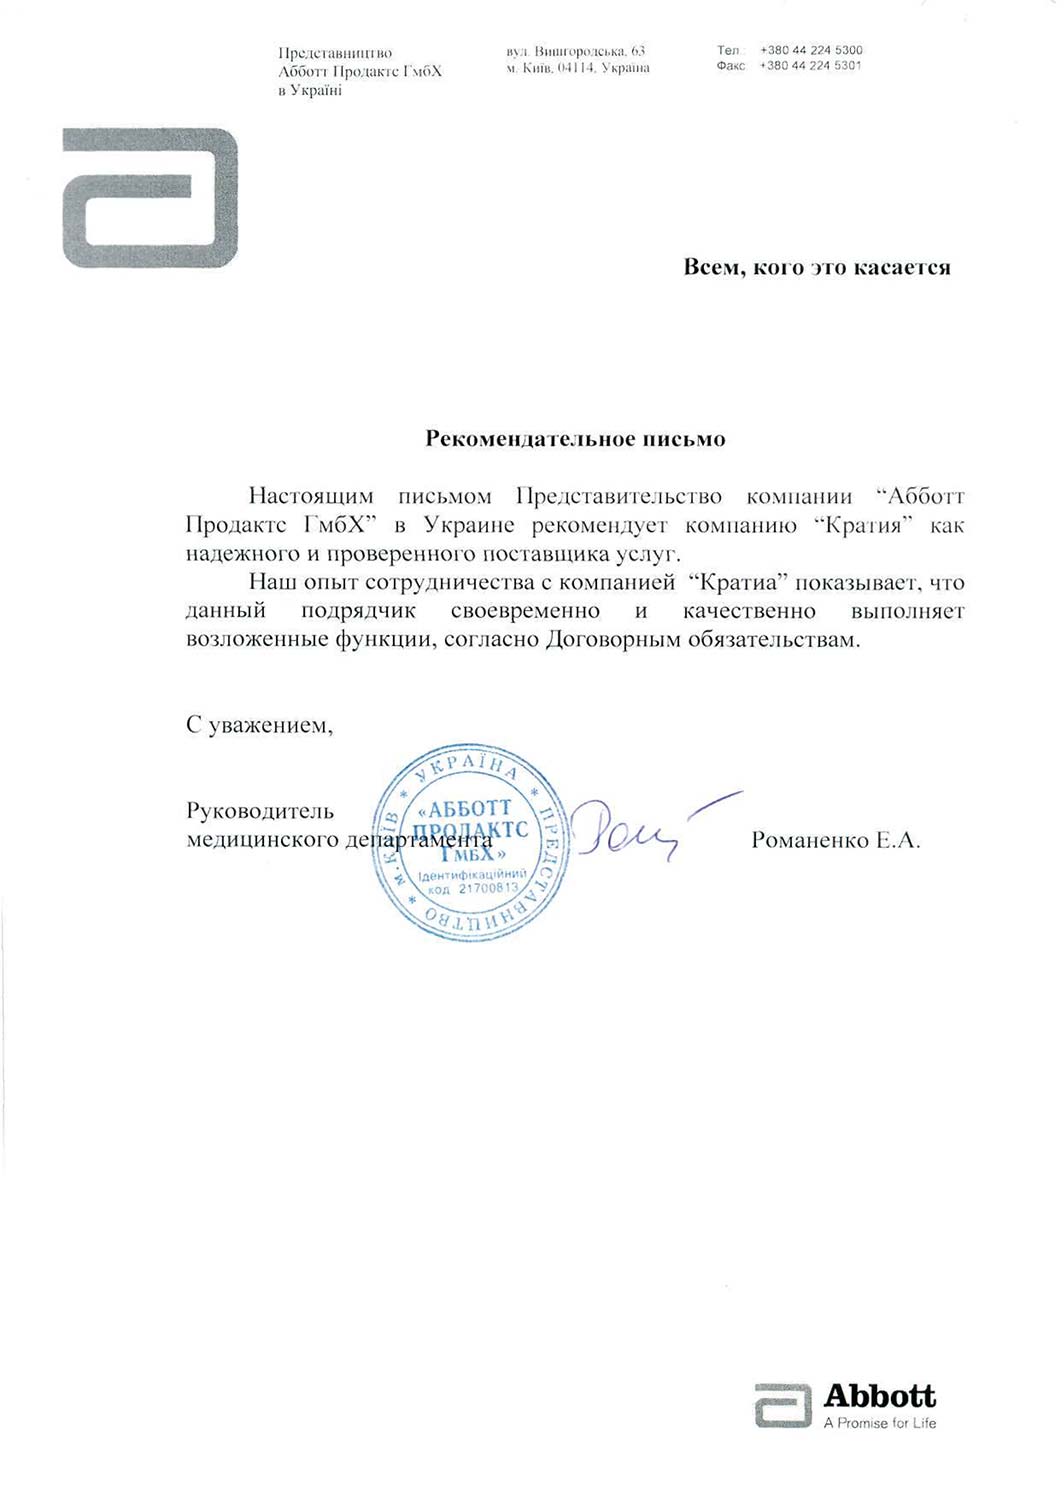 Представництво
Абботт Продактс ГмбХ
в Україні
вул. Вишгородська, 63
м. Київ, 04114, Україна
Тел.: +380 44 224 5300
Факс +380 44 224 5301
Всем, кого это касается
Рекомендательное письмо
Настоящим письмом Представительство компании “Абботт
Продактс ГмбХ” в Украине рекомендует компанию “Кратия” как
надежного и проверенного поставщика услуг.
Наш опыт сотрудничества с компанией “Кратиа” показывает, что
данный подрядчик своевременно и качественно выполняет
возложенные функции, согласно Договорным обязательствам.
С уважением,
Руководитель
медицинского департамента
Романенко Е.А.
* м.КИЇВ * УКРАЇНА * ПРЕДСТАВНИЦТВО
«АББОТТ
ПРОДАКТС
ГмбХ»
Ідентифікаційний
код 21700813
Abbott
A Promise for Life